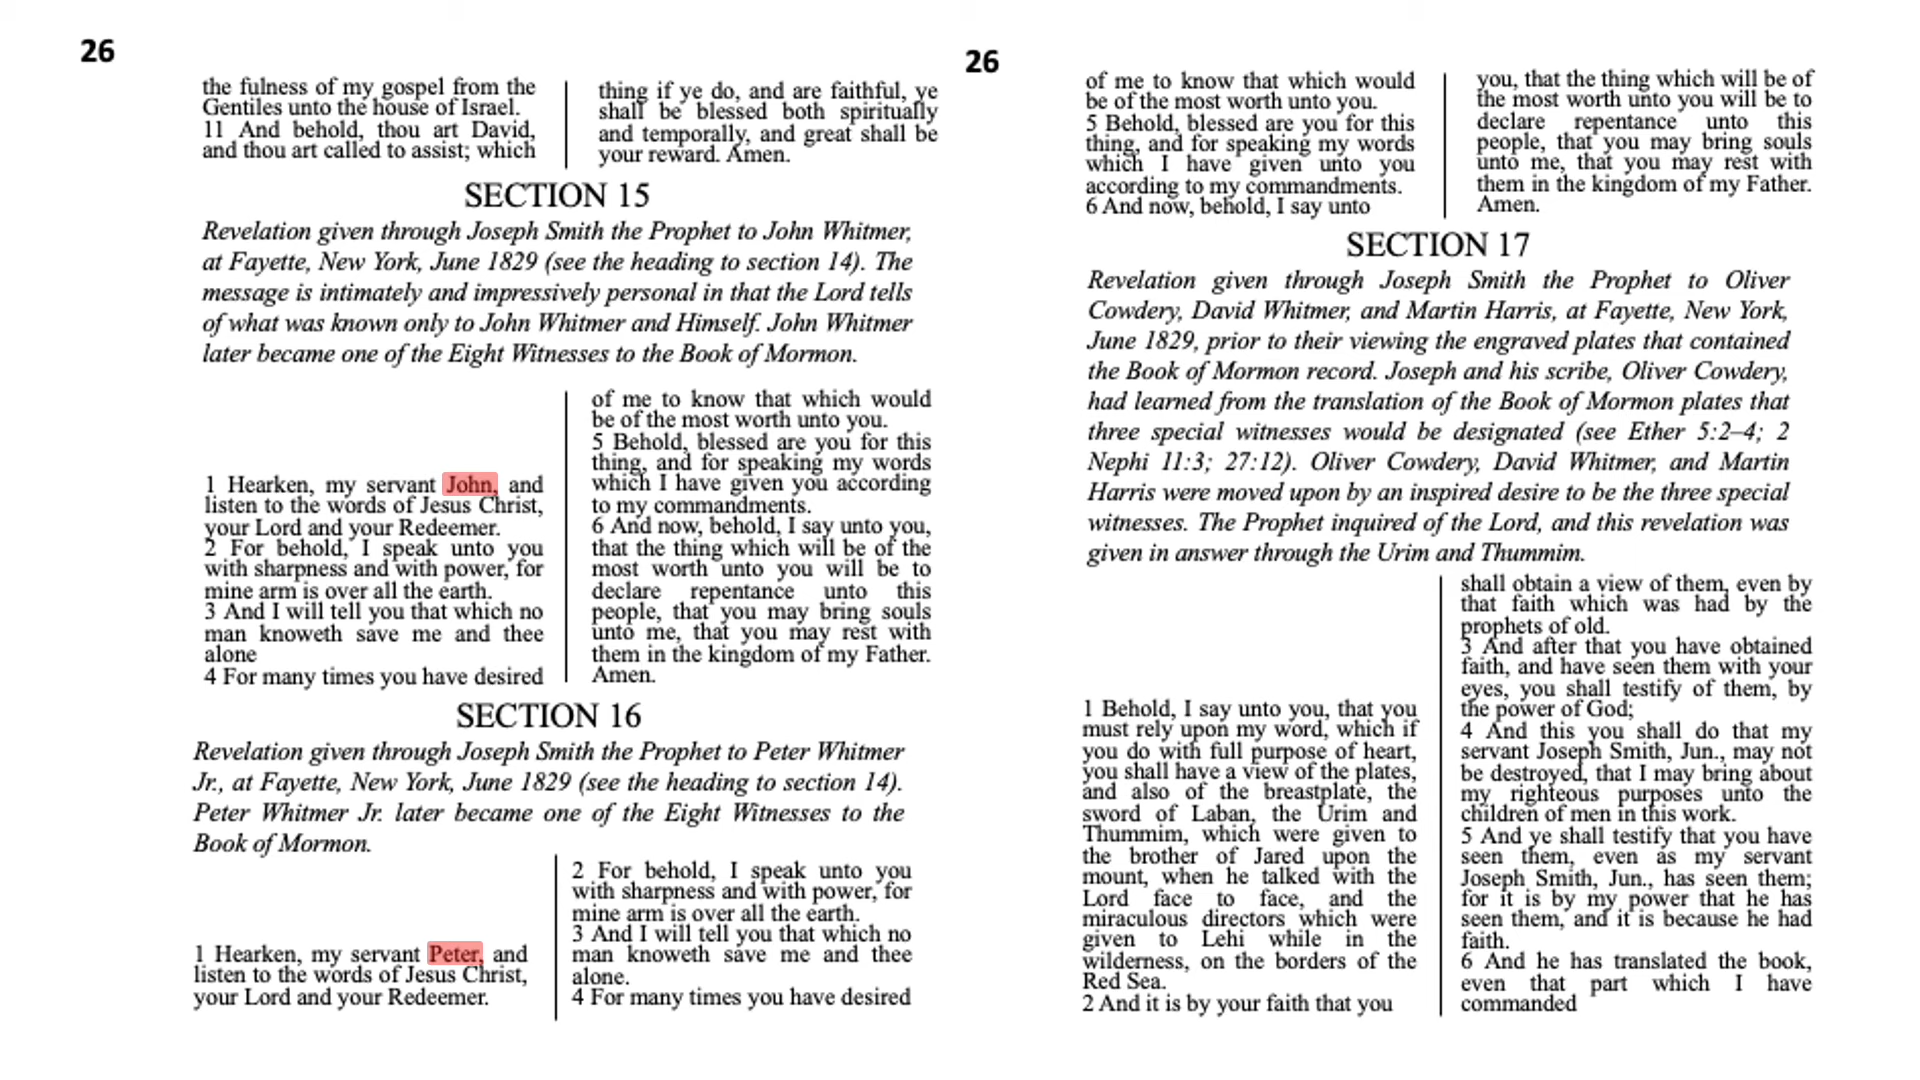 26
the fulness of my gospel from the
Gentiles unto the house of Israel.
11 And behold, thou art David,
and thou art called to assist; which
thing if ye do, and are faithful, ye
shall be blessed both spiritually
and temporally, and great shall be
your reward. Amen.
SECTION 15
Revelation given through Joseph Smith the Prophet to John Whitmer,
at Fayette, New York, June 1829 (see the heading to section 14). The
message is intimately and impressively personal in that the Lord tells
of what was known only to John Whitmer and Himself. John Whitmer
later became one of the Eight Witnesses to the Book of Mormon.
1 Hearken, my servant John, and
listen to the words of Jesus Christ,
your Lord and your Redeemer.
2 For behold, I speak unto you
with sharpness and with power, for
mine arm is over all the earth.
3 And I will tell you that which no
man knoweth save me and thee
alone
4 For many times you have desired
of me to know that which would
be of the most worth unto you.
5 Behold, blessed are you for this
thing, and for speaking my words
which I have given you according
to my commandments.
6 And now, behold, I say unto you,
that the thing which will be of the
most worth unto you will be to
declare repentance unto this
people, that you may bring souls
unto me, that you may rest with
them in the kingdom of my Father.
Amen.
SECTION 16
Revelation given through Joseph Smith the Prophet to Peter Whitmer
Jr., at Fayette, New York, June 1829 (see the heading to section 14).
Peter Whitmer Jr. later became one of the Eight Witnesses to the
Book of Mormon.
1 Hearken, my servant Peter, and
listen to the words of Jesus Christ,
your Lord and your Redeemer.
2 For behold, I speak unto you
with sharpness and with power, for
mine arm is over all the earth.
3 And I will tell you that which no
man knoweth save me and thee
alone.
4 For many times you have desired
26
of me to know that which would
be of the most worth unto you.
5 Behold, blessed are you for this
thing, and for speaking my words
which I have given unto you
according to my commandments.
6 And now, behold, I say unto
you, that the thing which will be of
the most worth unto you will be to
declare repentance unto this
people, that you may bring souls
unto me, that you may rest with
them in the kingdom of my Father.
Amen.
SECTION 17
Revelation given through Joseph Smith the Prophet to Oliver
Cowdery, David Whitmer, and Martin Harris, at Fayette, New York,
June 1829, prior to their viewing the engraved plates that contained
the Book of Mormon record. Joseph and his scribe, Oliver Cowdery,
had learned from the translation of the Book of Mormon plates that
three special witnesses would be designated (see Ether 5:2–4; 2
Nephi 11:3; 27:12). Oliver Cowdery, David Whitmer, and Martin
Harris were moved upon by an inspired desire to be the three special
witnesses. The Prophet inquired of the Lord, and this revelation was
given in answer through the Urim and Thummim.
1 Behold, I say unto you, that you
must rely upon my word, which if
you do with full purpose of heart,
you shall have a view of the plates,
and also of the breastplate, the
sword of Laban, the Urim and
Thummim, which were given to
the brother of Jared upon the
mount, when he talked with the
Lord face to face, and the
miraculous directors which were
given to Lehi while in the
wilderness, on the borders of the
Red Sea.
2 And it is by your faith that you
shall obtain a view of them, even by
that faith which was had by the
prophets of old.
3 And after that you have obtained
faith, and have seen them with your
eyes, you shall testify of them, by
the power of God;
4 And this you shall do that my
servant Joseph Smith, Jun., may not
be destroyed, that I may bring about
my righteous purposes unto the
children of men in this work.
5 And ye shall testify that you have
seen them, even as my servant
Joseph Smith, Jun., has seen them;
for it is by my power that he has
seen them, and it is because he had
faith.
6 And he has translated the book,
even that part which I have
commanded